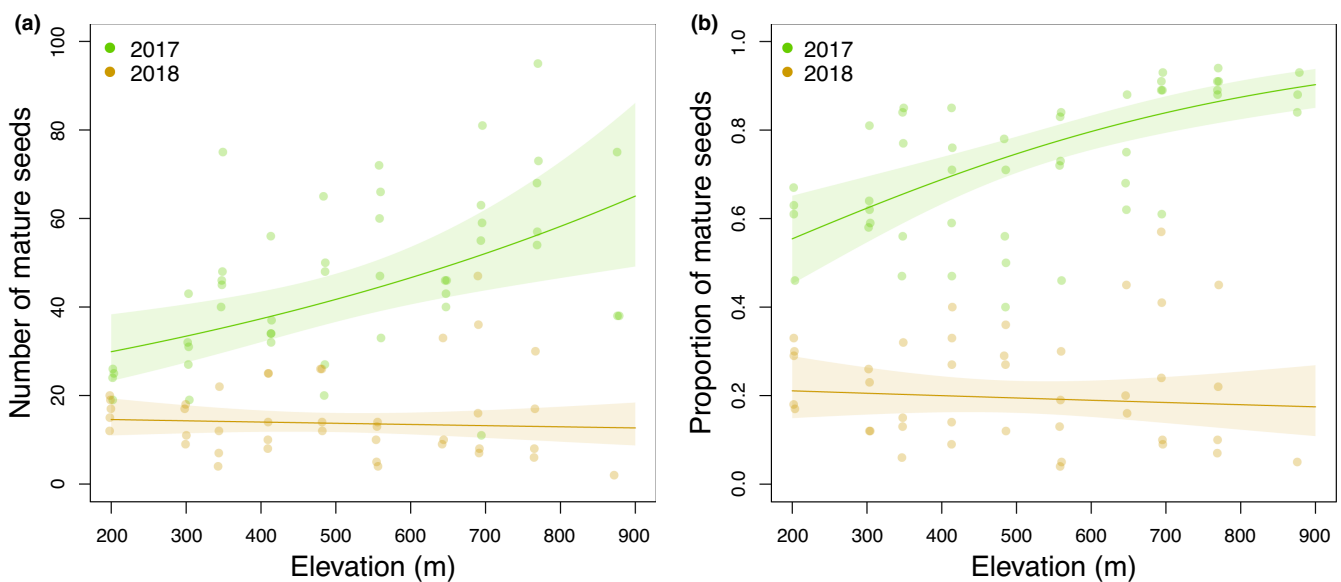 (a)
2017
2018
Number of mature seeds
100
80
60
40
20
0
200 300 400 500 600 700 800 900
Elevation (m)
(b)
2017
2018
Proportion of mature seeds
1.0
0.8
0.6
0.4
0.2
0.0
200 300 400 500 600 700 800 900
Elevation (m)